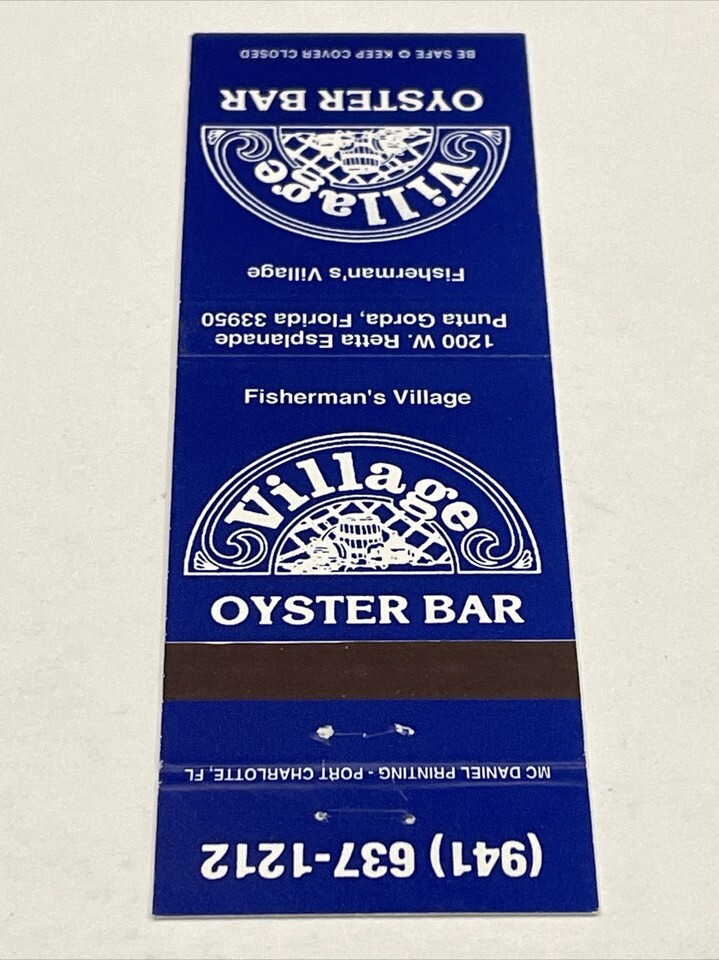 BE SAFE ✪ KEEP COVER CLOSED
OYSTER BAR
Village
Fisherman's Village
1200 W. Retta Esplanade
Punta Gorda, Florida 33950
Fisherman's Village
Village
OYSTER BAR
MC DANIEL PRINTING - PORT CHARLOTTE, FL
(941) 637-1212